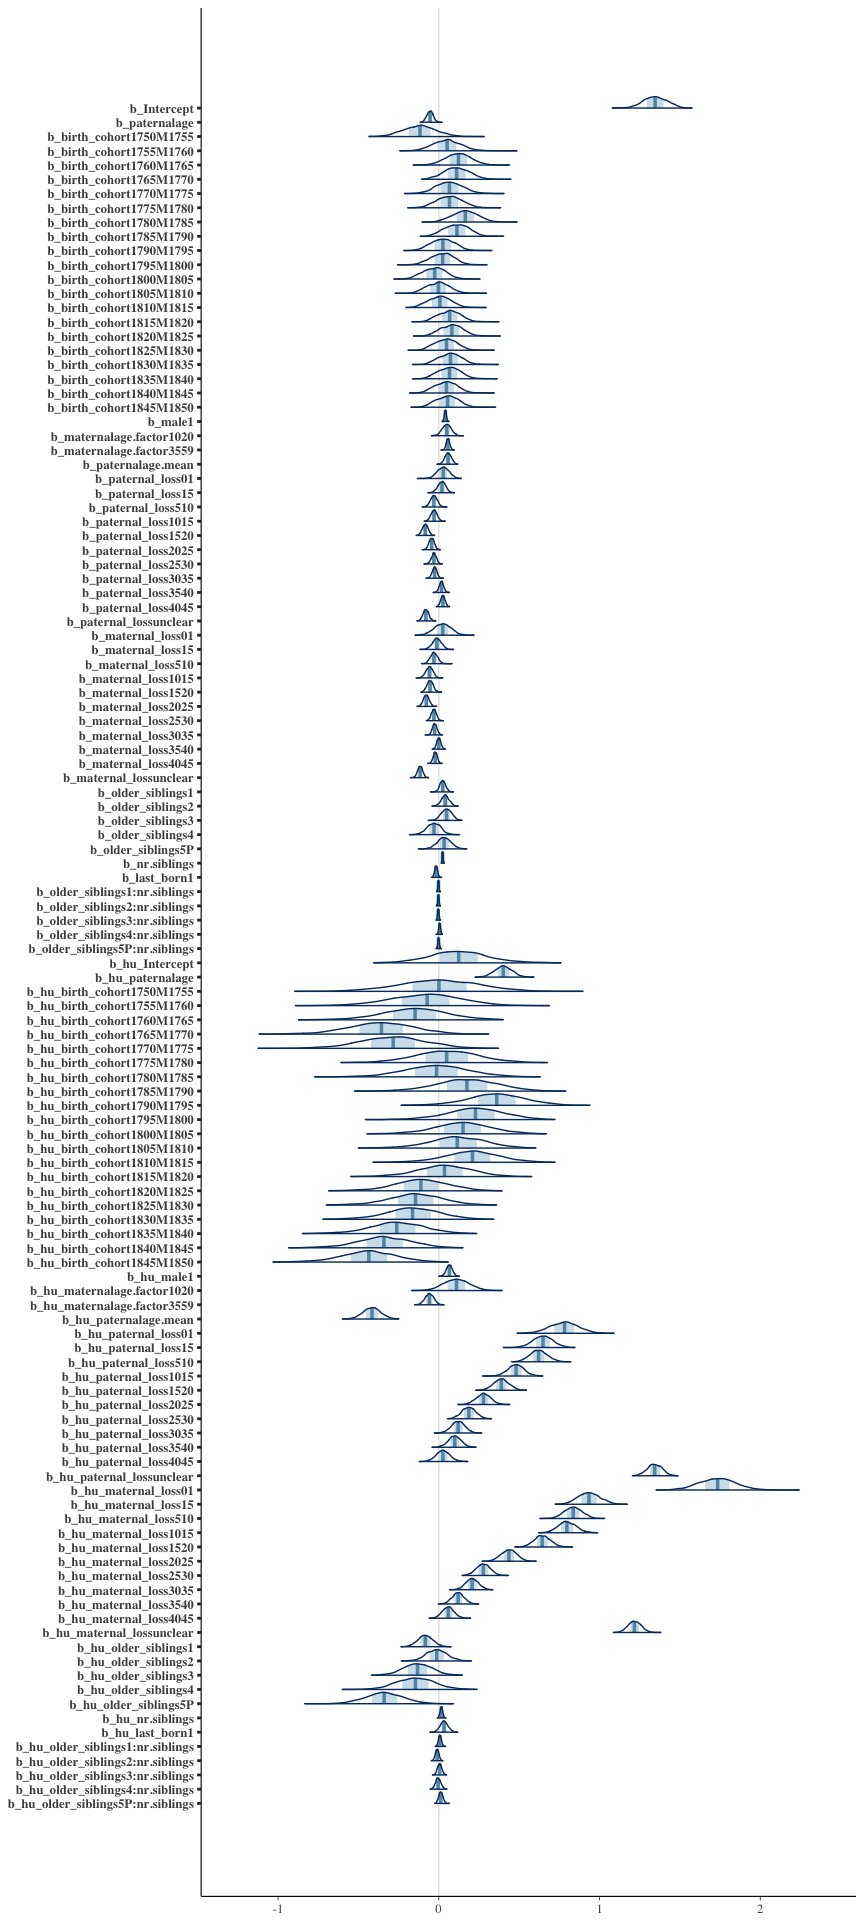 b_Intercept
b_paternalage
b_birth_cohort1750M1755
b_birth_cohort1755M1760
b_birth_cohort1760M1765
b_birth_cohort1765M1770
b_birth_cohort1770M1775
b_birth_cohort1775M1780
b_birth_cohort1780M1785
b_birth_cohort1785M1790
b_birth_cohort1790M1795
b_birth_cohort1795M1800
b_birth_cohort1800M1805
b_birth_cohort1805M1810
b_birth_cohort1810M1815
b_birth_cohort1815M1820
b_birth_cohort1820M1825
b_birth_cohort1825M1830
b_birth_cohort1830M1835
b_birth_cohort1835M1840
b_birth_cohort1840M1845
b_birth_cohort1845M1850
b_male1
b_maternalage.factor1020
b_maternalage.factor3559
b_paternalage.mean
b_paternal_loss01
b_paternal_loss15
b_paternal_loss510
b_paternal_loss1015
b_paternal_loss1520
b_paternal_loss2025
b_paternal_loss2530
b_paternal_loss3035
b_paternal_loss3540
b_paternal_loss4045
b_paternal_lossunclear
b_maternal_loss01
b_maternal_loss15
b_maternal_loss510
b_maternal_loss1015
b_maternal_loss1520
b_maternal_loss2025
b_maternal_loss2530
b_maternal_loss3035
b_maternal_loss3540
b_maternal_loss4045
b_maternal_lossunclear
b_older_siblings1
b_older_siblings2
b_older_siblings3
b_older_siblings4
b_older_siblings5P
b_nr.siblings
b_last_born1
b_older_siblings1:nr.siblings
b_older_siblings2:nr.siblings
b_older_siblings3:nr.siblings
b_older_siblings4:nr.siblings
b_older_siblings5P:nr.siblings
b_hu_Intercept
b_hu_paternalage
b_hu_birth_cohort1750M1755
b_hu_birth_cohort1755M1760
b_hu_birth_cohort1760M1765
b_hu_birth_cohort1765M1770
b_hu_birth_cohort1770M1775
b_hu_birth_cohort1775M1780
b_hu_birth_cohort1780M1785
b_hu_birth_cohort1785M1790
b_hu_birth_cohort1790M1795
b_hu_birth_cohort1795M1800
b_hu_birth_cohort1800M1805
b_hu_birth_cohort1805M1810
b_hu_birth_cohort1810M1815
b_hu_birth_cohort1815M1820
b_hu_birth_cohort1820M1825
b_hu_birth_cohort1825M1830
b_hu_birth_cohort1830M1835
b_hu_birth_cohort1835M1840
b_hu_birth_cohort1840M1845
b_hu_birth_cohort1845M1850
b_hu_male1
b_hu_maternalage.factor1020
b_hu_maternalage.factor3559
b_hu_paternalage.mean
b_hu_paternal_loss01
b_hu_paternal_loss15
b_hu_paternal_loss510
b_hu_paternal_loss1015
b_hu_paternal_loss1520
b_hu_paternal_loss2025
b_hu_paternal_loss2530
b_hu_paternal_loss3035
b_hu_paternal_loss3540
b_hu_paternal_loss4045
b_hu_paternal_lossunclear
b_hu_maternal_loss01
b_hu_maternal_loss15
b_hu_maternal_loss510
b_hu_maternal_loss1015
b_hu_maternal_loss1520
b_hu_maternal_loss2025
b_hu_maternal_loss2530
b_hu_maternal_loss3035
b_hu_maternal_loss3540
b_hu_maternal_loss4045
b_hu_maternal_lossunclear
b_hu_older_siblings1
b_hu_older_siblings2
b_hu_older_siblings3
b_hu_older_siblings4
b_hu_older_siblings5P
b_hu_nr.siblings
b_hu_last_born1
b_hu_older_siblings1:nr.siblings
b_hu_older_siblings2:nr.siblings
b_hu_older_siblings3:nr.siblings
b_hu_older_siblings4:nr.siblings
b_hu_older_siblings5P:nr.siblings
-1 0 1 2